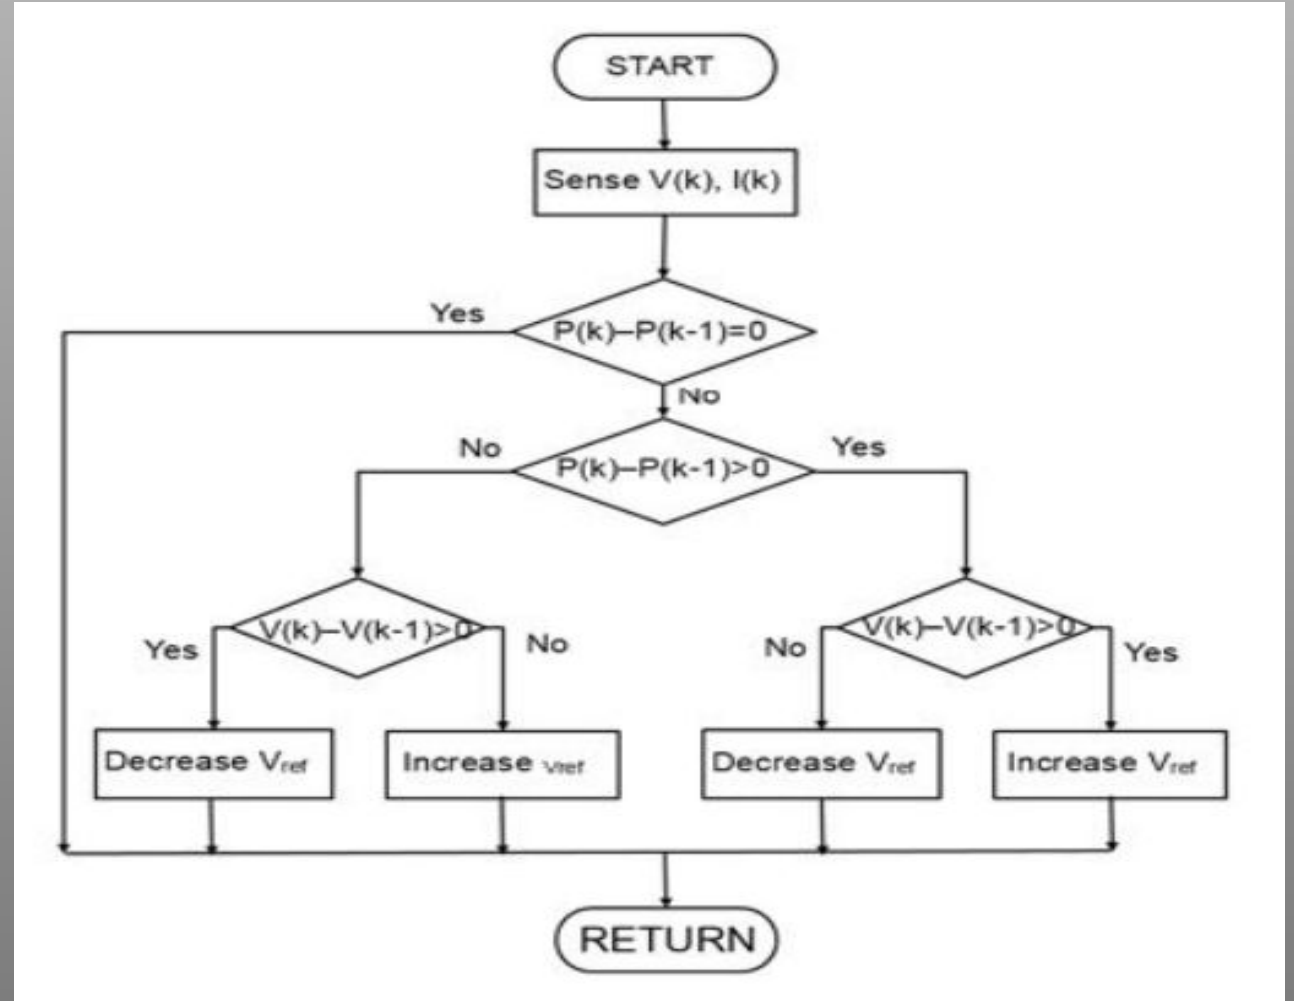 START
Sense V(k), I(k)
Yes
P(k)–P(k-1)=0
No
No
P(k)–P(k-1)>0
Yes
V(k)–V(k-1)>0
V(k)–V(k-1)>0
Yes
No
No
Yes
Decrease Vref
Increase Vref
Decrease Vref
Increase Vref
RETURN